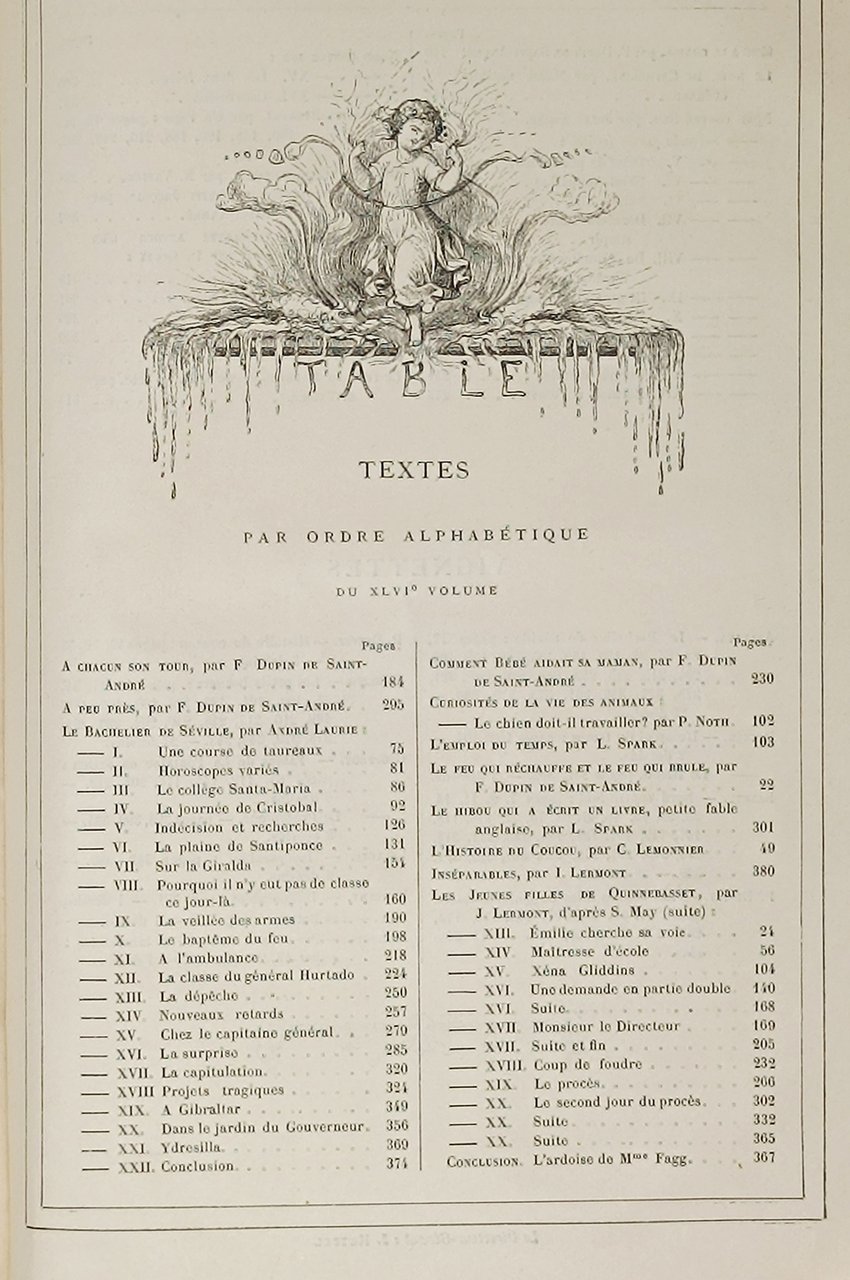 TABLE
TEXTES
PAR ORDRE ALPHABÉTIQUE
DU XLVIº VOLUME
Pages
A CHACUN SON TOUR, par F. DUPIN DE SAINT-
ANDRÉ . . . . . . . . . . . 184
A PEU PRÈS, par F. DUPIN DE SAINT-ANDRÉ. 295
LE BACHELIER DE SÉVILLE, par ANDRÉ LAURIE :
—— I. Une course de taureaux . . . 75
—— II. Horoscopes variés . . . 81
—— III. Le collège Santa-Maria . . . 86
—— IV. La journée de Cristobal . . . 92
—— V. Indécision et recherches . . . 126
—— VI. La plaine de Santiponce . . . 131
—— VII. Sur la Giralda . . . 154
—— VIII. Pourquoi il n'y eut pas de classe
ce jour-là . . . 160
—— IX. La veillée des armes . . . 190
—— X. Le baptême du feu . . . 198
—— XI. A l'ambulance . . . 218
—— XII. La classe du général Hurtado . 224
—— XIII. La dépêche . . . 250
—— XIV. Nouveaux retards . . . 257
—— XV. Chez le capitaine général . . 270
—— XVI. La surprise . . . 285
—— XVII. La capitulation . . . 320
—— XVIII. Projets tragiques . . . 324
—— XIX. A Gibraltar . . . 349
—— XX. Dans le jardin du Gouverneur. 356
—— XXI. Ydresilla . . . 369
—— XXII. Conclusion . . . 374
Pages.
COMMENT BÉBÉ AIDAIT SA MAMAN, par F. DUPIN
DE SAINT-ANDRÉ . . . 230
CURIOSITÉS DE LA VIE DES ANIMAUX :
—— Le chien doit-il travailler? par P. NOTH 102
L'EMPLOI DU TEMPS, par L. SPARK . . . 103
LE FEU QUI RÉCHAUFFE ET LE FEU QUI BRULE, par
F. DUPIN DE SAINT-ANDRÉ. . . . 22
LE HIBOU QUI A ÉCRIT UN LIVRE, petite fable
anglaise, par L. SPARK . . . 301
L'HISTOIRE DU COUCOU, par C. LEMONNIER 49
INSÉPARABLES, par J. LERMONT . . . 380
LES JEUNES FILLES DE QUINNEBASSET, par
J. LERMONT, d'après S. May (suite) :
—— XIII. Émilie cherche sa voie . . . 24
—— XIV. Maîtresse d'école . . . 56
—— XV. Xéna Gliddins . . . 104
—— XVI. Une demande en partie double 140
—— XVI. Suite . . . 168
—— XVII. Monsieur le Directeur . . . 169
—— XVII. Suite et fin . . . 205
—— XVIII. Coup de foudre . . . 232
—— XIX. Le procès . . . 266
—— XX. Le second jour du procès . . 302
—— XX. Suite . . . 332
—— XX. Suite . . . 365
CONCLUSION. L'ardoise de Mme Fagg. . . . 367